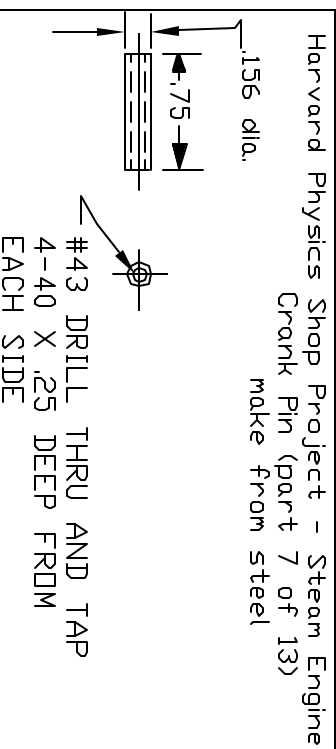 Harvard Physics Shop Project - Steam Engine
Crank Pin (part 7 of 13)
make from steel
.156 dia.
.75
#43 DRILL THRU AND TAP
4-40 X .25 DEEP FROM
EACH SIDE